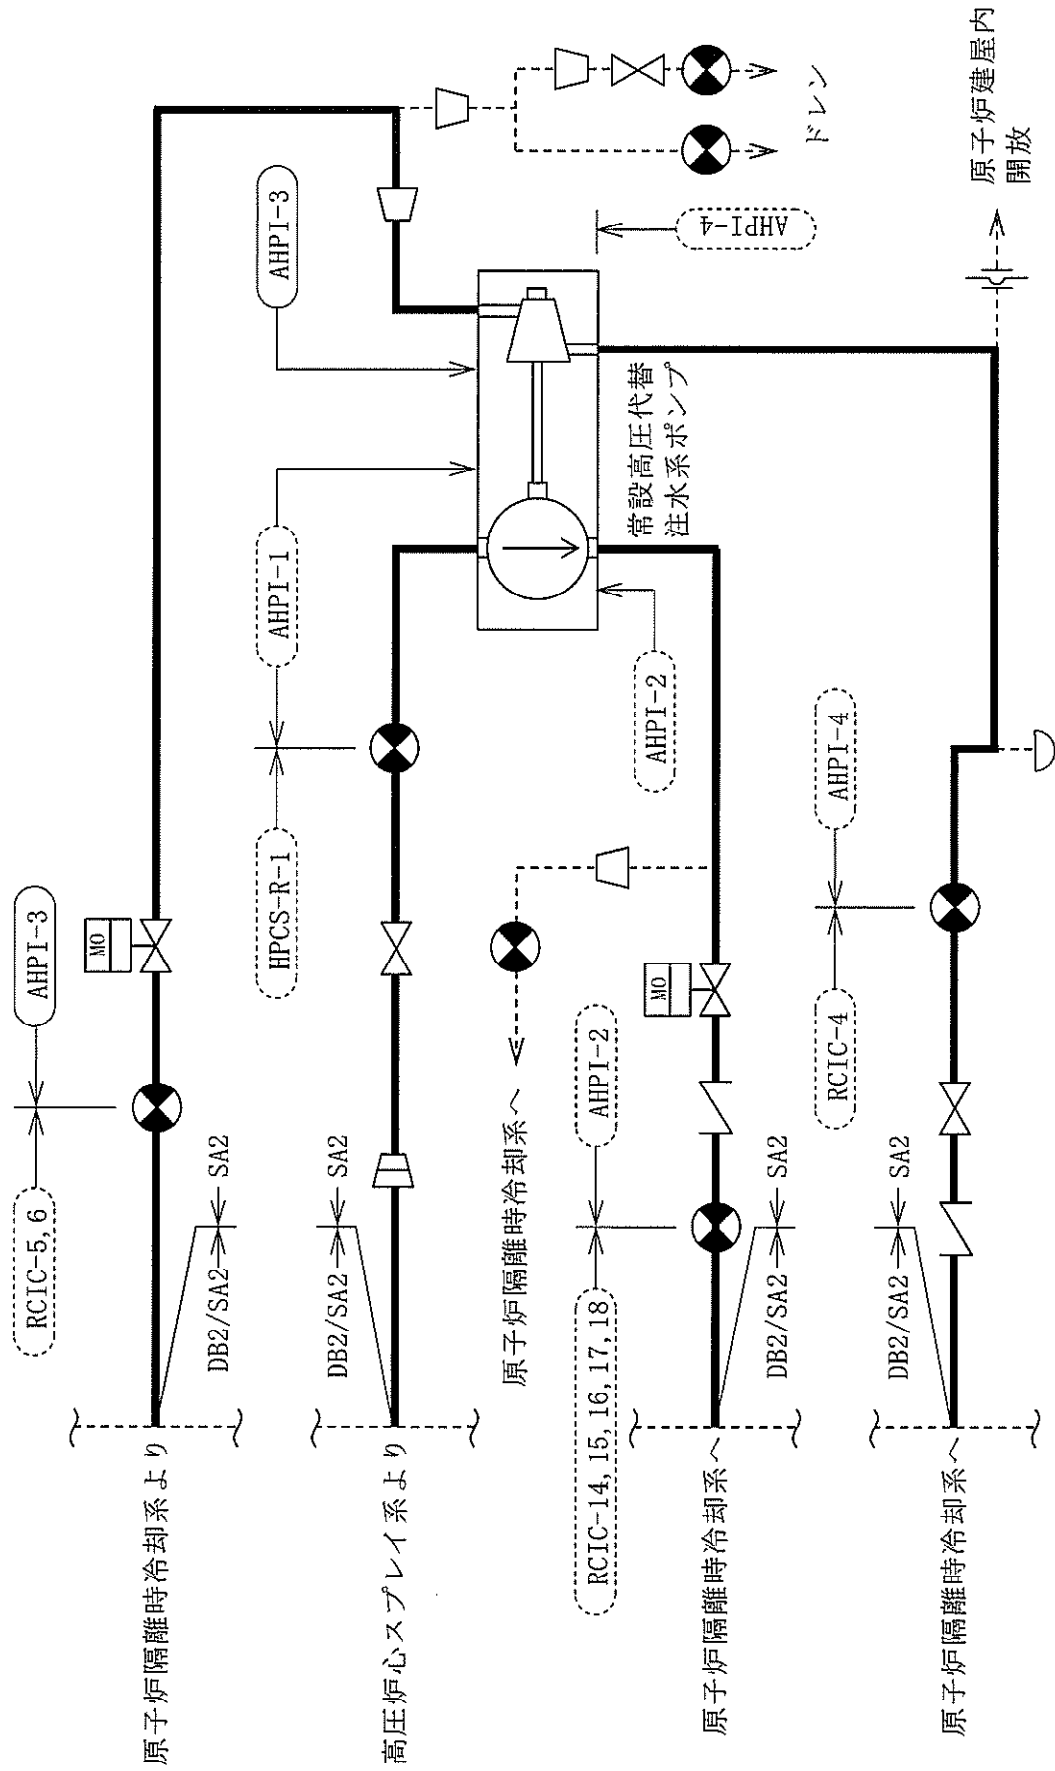 原子炉隔離時冷却系より
RCIC-5,6
AHPI-3
MO
DB2/SA2
SA2
高圧炉心スプレイ系より
DB2/SA2
SA2
HPCS-R-1
AHPI-1
AHPI-3
原子炉隔離時冷却系へ
常設高圧代替
注水系ポンプ
AHPI-2
AHPI-4
ドレン
原子炉隔離時冷却系へ
RCIC-14,15,16,17,18
AHPI-2
MO
DB2/SA2
SA2
原子炉隔離時冷却系へ
RCIC-4
AHPI-4
DB2/SA2
SA2
原子炉建屋内
開放